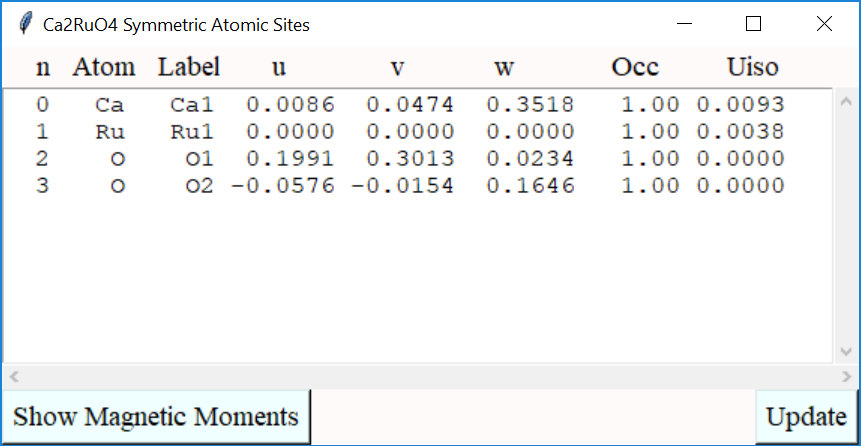 Ca2RuO4 Symmetric Atomic Sites
n Atom Label u v w Occ Uiso
0 Ca Ca1 0.0086 0.0474 0.3518 1.00 0.0093
1 Ru Ru1 0.0000 0.0000 0.0000 1.00 0.0038
2 O O1 0.1991 0.3013 0.0234 1.00 0.0000
3 O O2 -0.0576 -0.0154 0.1646 1.00 0.0000
Show Magnetic Moments Update